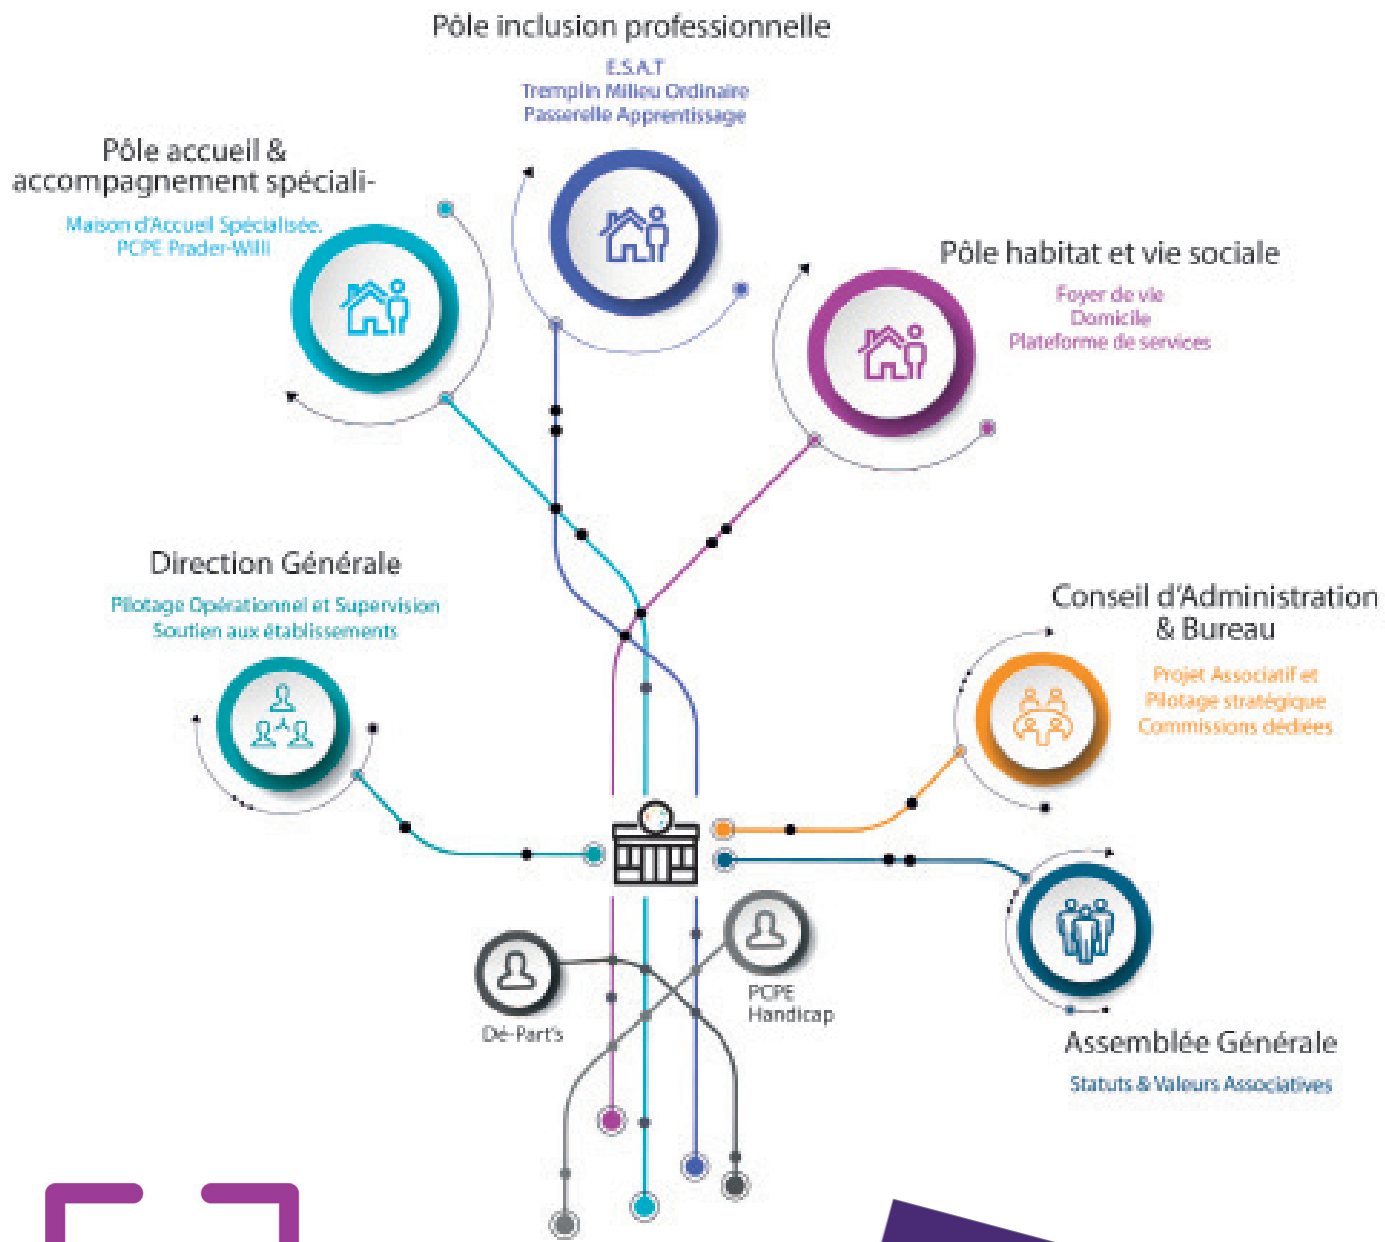 Pôle inclusion professionnelle
E.S.A.T
Tremplin Milieu Ordinaire
Passerelle Apprentissage
Pôle accueil &
accompagnement spéciali-
Maison d'Accueil Spécialisée.
PCPE Prader-Willi
Pôle habitat et vie sociale
Foyer de vie
Domicile
Plateforme de services
Direction Générale
Pilotage Opérationnel et Supervision
Soutien aux établissements
Conseil d'Administration
& Bureau
Projet Associatif et
Pilotage stratégique
Commissions dédiées
Dé-Part's
PCPE
Handicap
Assemblée Générale
Statuts & Valeurs Associatives